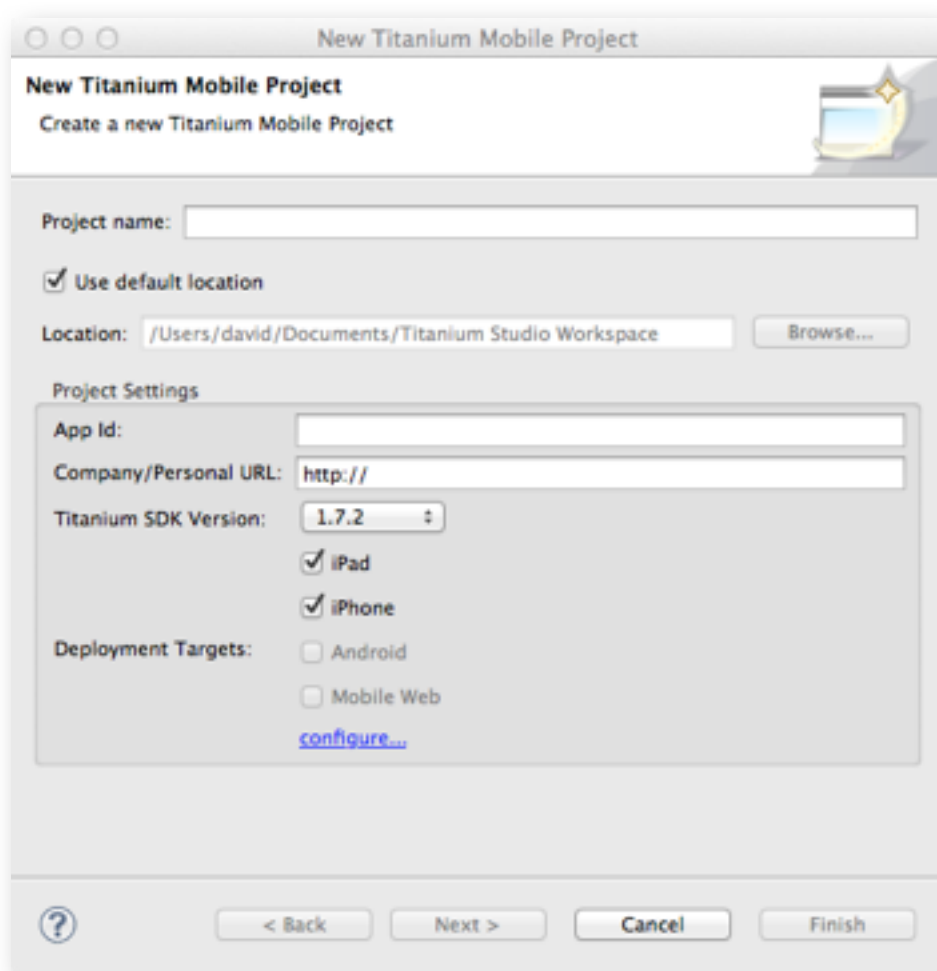 New Titanium Mobile Project
New Titanium Mobile Project
Create a new Titanium Mobile Project
Project name:
Use default location
Location: /Users/david/Documents/Titanium Studio Workspace Browse...
Project Settings
App Id:
Company/Personal URL: http://
Titanium SDK Version: 1.7.2
iPad
iPhone
Deployment Targets: Android
Mobile Web
configure...
? < Back Next > Cancel Finish